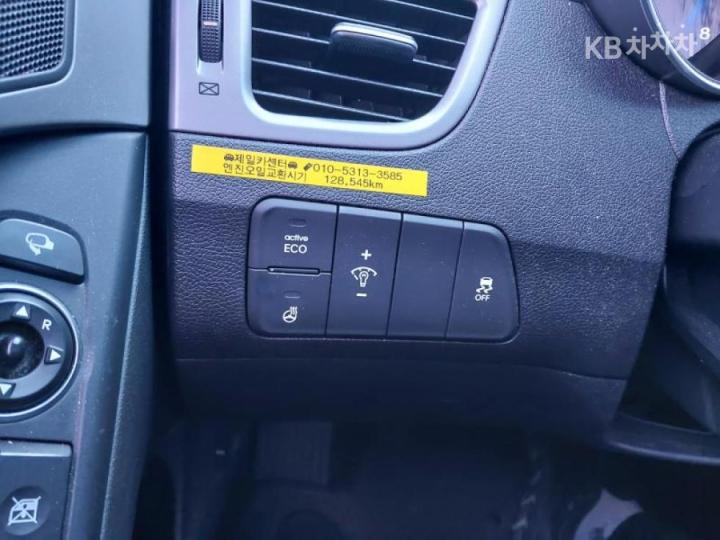 KB차차차
8
제일카센터 010-5313-3585
엔진오일교환시기 128,545km
active
ECO
OFF
R